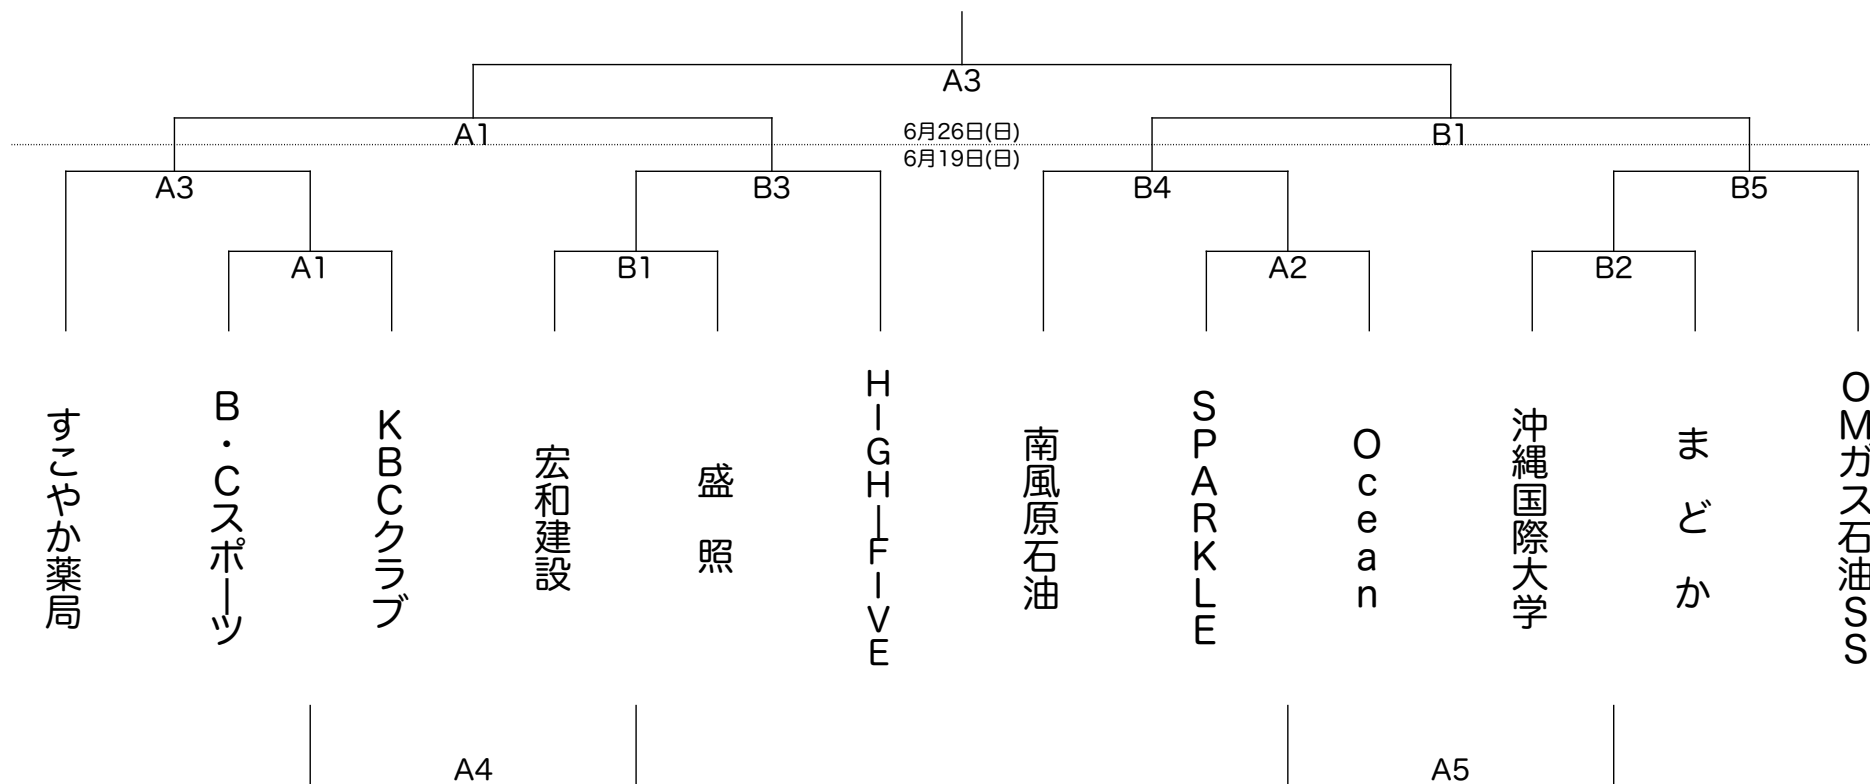 A3
A1
6月26日(日)
B1
6月19日(日)
A3
B3
B4
B5
A1
B1
A2
B2
すこやか薬局
B・Cスポーツ
KBCクラブ
宏和建設
盛照
HIGH―FIVE
南風原石油
SPARKLE
Ocean
沖縄国際大学
まどか
OMガス石油SS
A4
A5